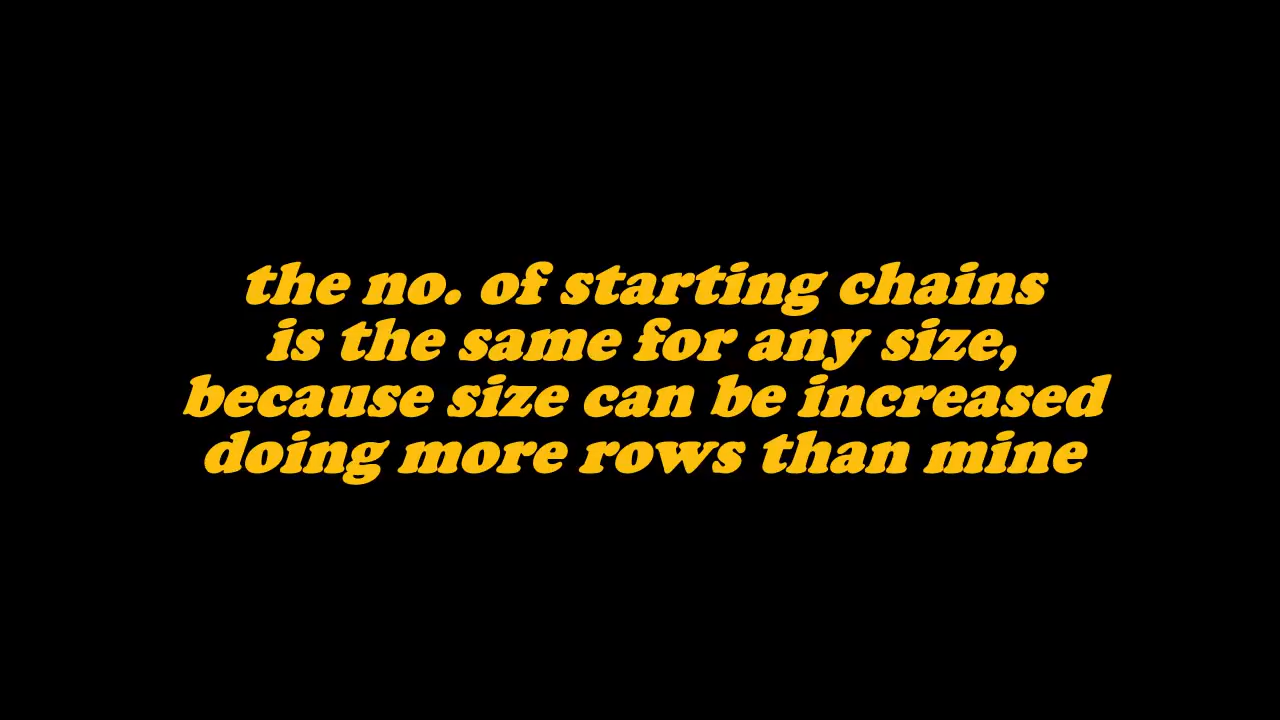 the no. of starting chains
is the same for any size,
because size can be increased
doing more rows than mine